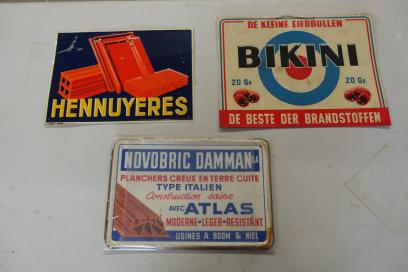 HENNUYERES
DE KLEINE EIERBOLLEN
BIKINI
20 Gr 20 Gr
DE BESTE DER BRANDSTOFFEN
NOVOBRIC DAMMAN SA
PLANCHERS CREUX EN TERRE CUITE
TYPE ITALIEN
Construction saine
AVEC ATLAS
MODERNE-LEGER-RESISTANT
USINES A BOOM & NIEL